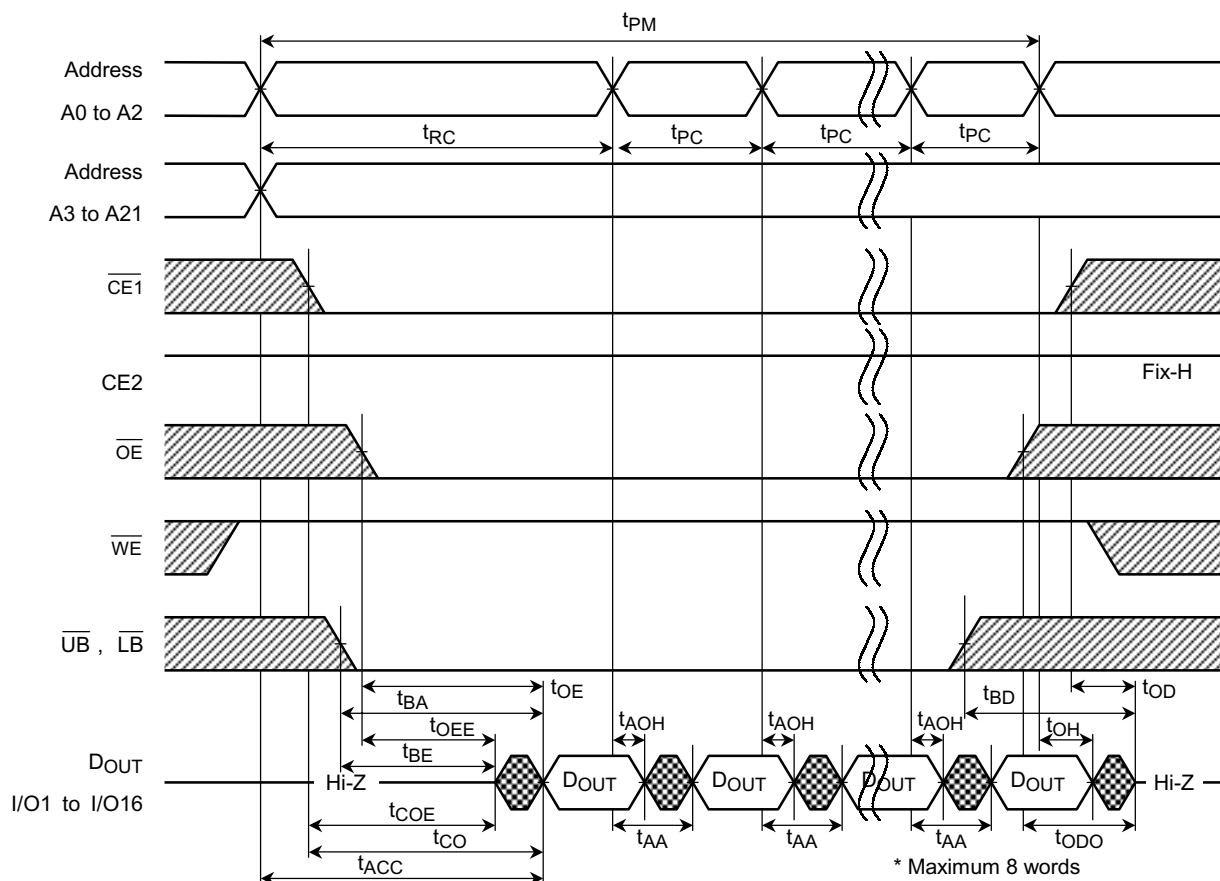 tPM
Address
A0 to A2
tRC
tPC
tPC
tPC
Address
A3 to A21
CE1
CE2
Fix-H
OE
WE
UB , LB
tOE
tBA
tOEE
tBE
tBD
tOD
tAOH
tAOH
tAOH
tOH
DOUT
I/O1 to I/O16
Hi-Z
DOUT
DOUT
DOUT
DOUT
Hi-Z
tCOE
tCO
tACC
tAA
tAA
tAA
tODO
* Maximum 8 words